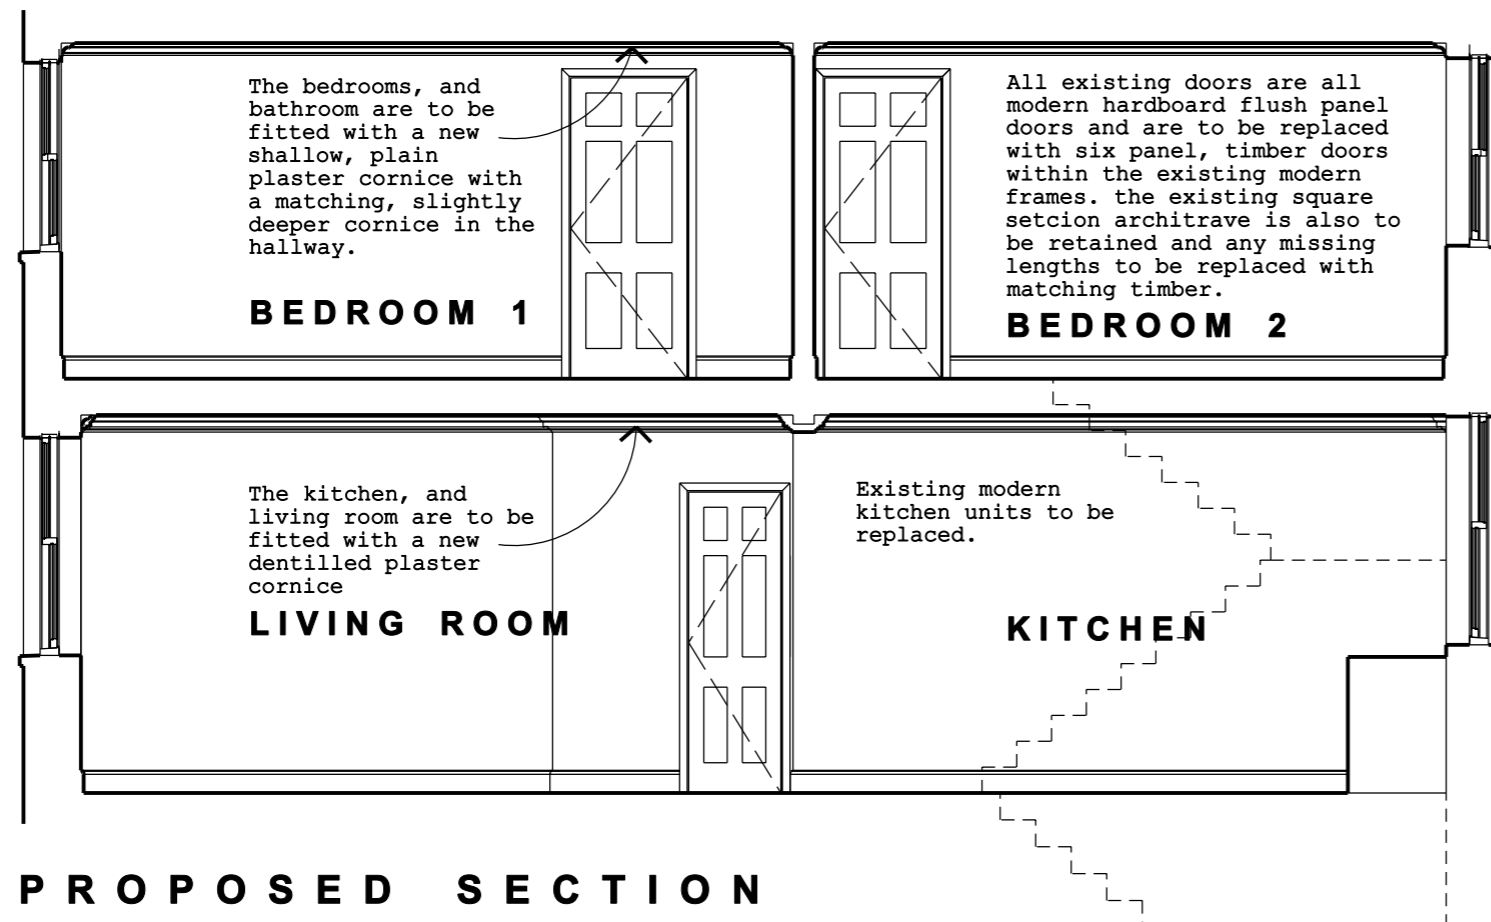 The bedrooms, and
bathroom are to be
fitted with a new
shallow, plain
plaster cornice with
a matching, slightly
deeper cornice in the
hallway.
BEDROOM 1
All existing doors are all
modern hardboard flush panel
doors and are to be replaced
with six panel, timber doors
within the existing modern
frames. the existing square
setcion architrave is also to
be retained and any missing
lengths to be replaced with
matching timber.
BEDROOM 2
The kitchen, and
living room are to be
fitted with a new
dentilled plaster
cornice
LIVING ROOM
Existing modern
kitchen units to be
replaced.
KITCHEN
PROPOSED SECTION